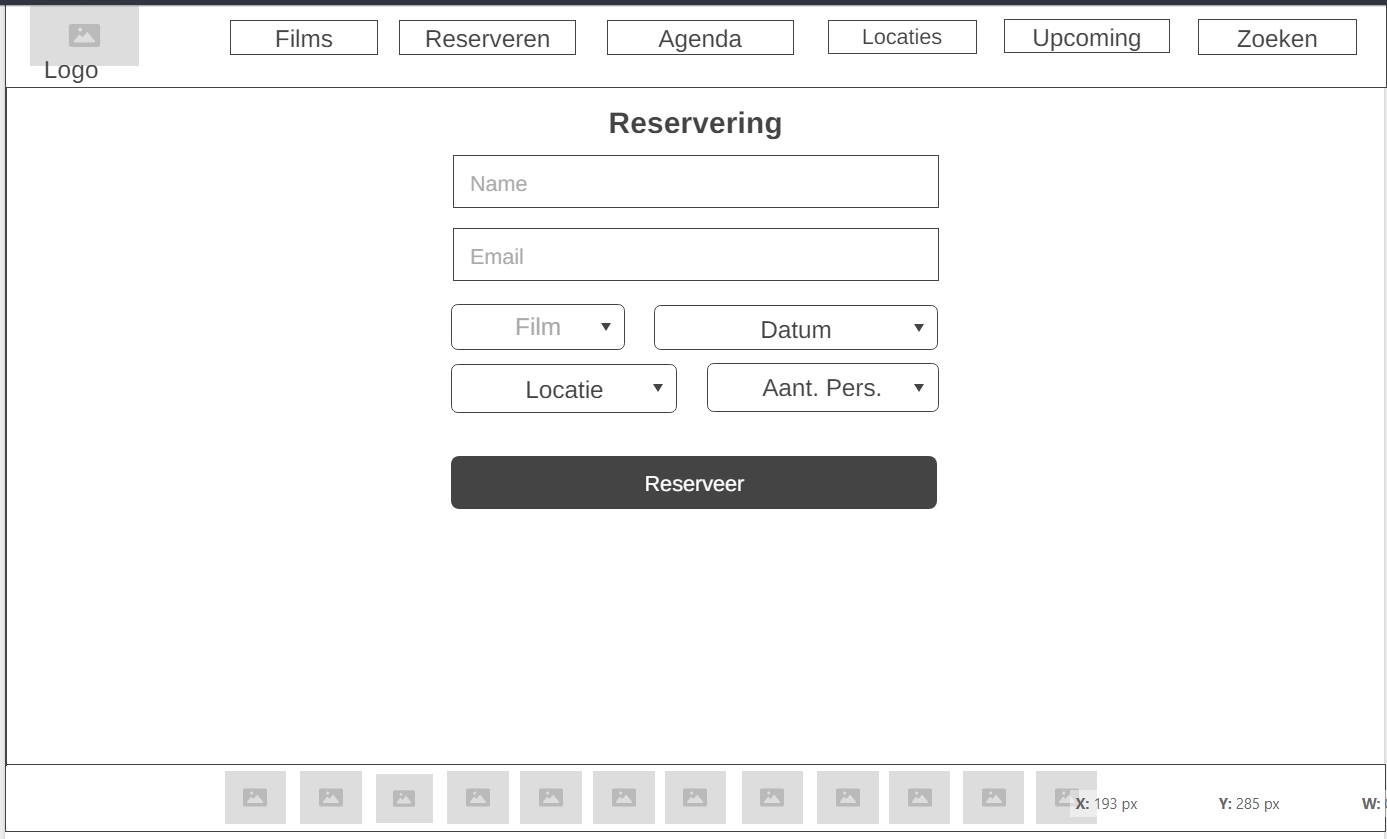 Films Reserveren Agenda Locaties Upcoming Zoeken
Logo
Reservering
Name
Email
Film Datum
Locatie Aant. Pers.
Reserveer
X: 193 px Y: 285 px W: